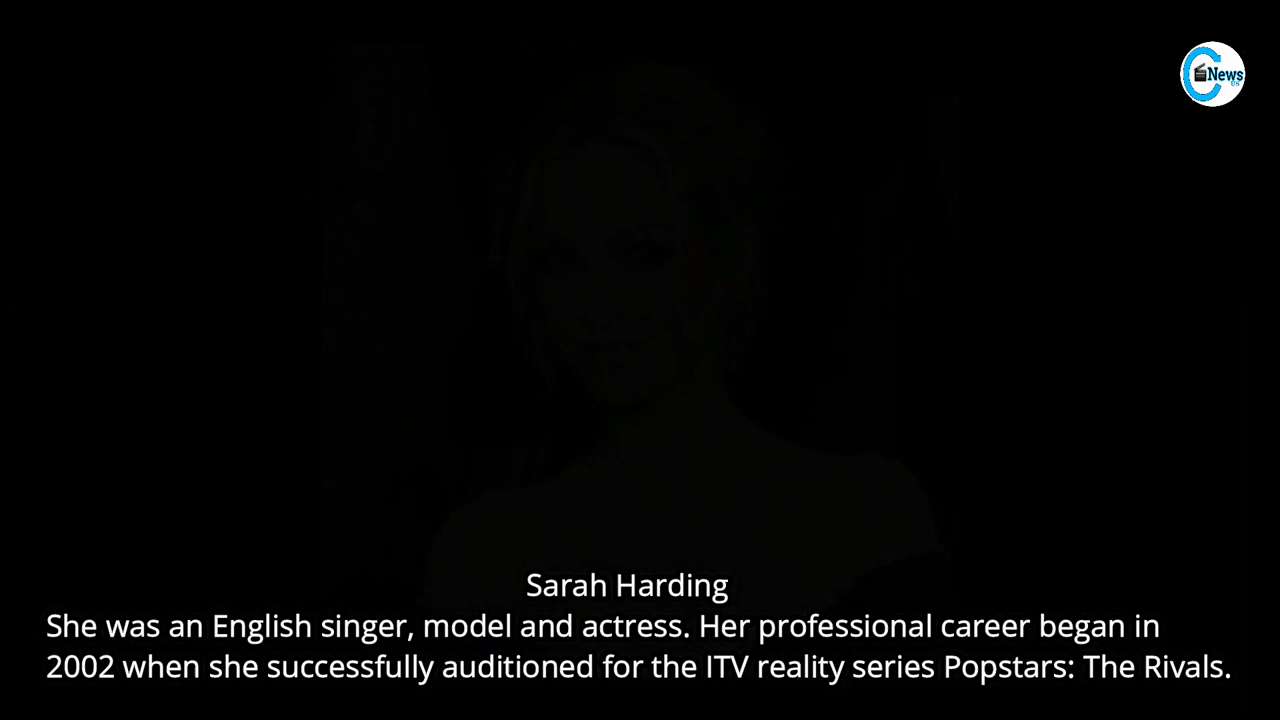 News
Sarah Harding
She was an English singer, model and actress. Her professional career began in
2002 when she successfully auditioned for the ITV reality series Popstars: The Rivals.